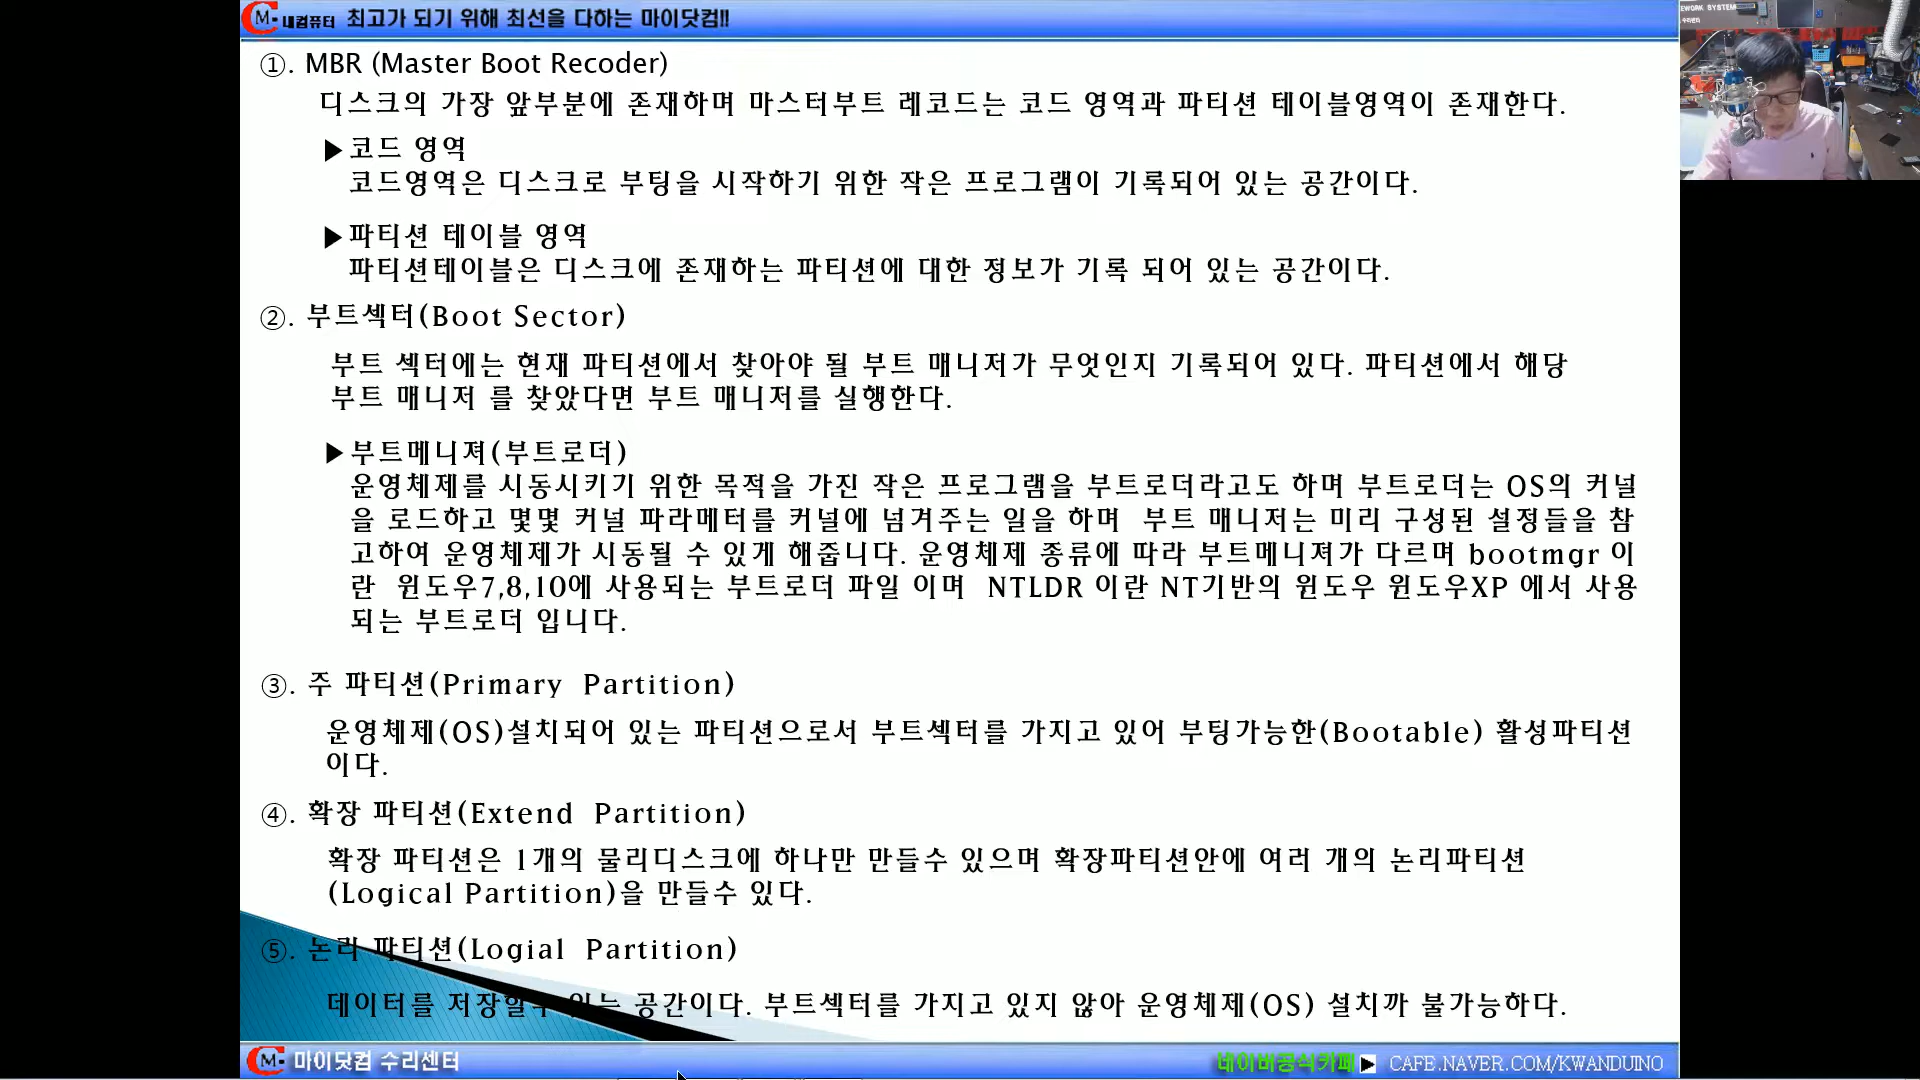 CM. 내컴퓨터 최고가 되기 위해 최선을 다하는 마이닷컴!!
EWORK SYSTEM
수리센터
①. MBR (Master Boot Recoder)
디스크의 가장 앞부분에 존재하며 마스터부트 레코드는 코드 영역과 파티션 테이블영역이 존재한다.
▶코드 영역
코드영역은 디스크로 부팅을 시작하기 위한 작은 프로그램이 기록되어 있는 공간이다.
▶파티션 테이블 영역
파티션테이블은 디스크에 존재하는 파티션에 대한 정보가 기록 되어 있는 공간이다.
②. 부트섹터(Boot Sector)
부트 섹터에는 현재 파티션에서 찾아야 될 부트 매니저가 무엇인지 기록되어 있다. 파티션에서 해당
부트 매니저 를 찾았다면 부트 매니저를 실행한다.
▶부트메니져(부트로더)
운영체제를 시동시키기 위한 목적을 가진 작은 프로그램을 부트로더라고도 하며 부트로더는 OS의 커널
을 로드하고 몇몇 커널 파라메터를 커널에 넘겨주는 일을 하며 부트 매니저는 미리 구성된 설정들을 참
고하여 운영체제가 시동될 수 있게 해줍니다. 운영체제 종류에 따라 부트메니져가 다르며 bootmgr 이
란 윈도우7,8,10에 사용되는 부트로더 파일 이며 NTLDR 이란 NT기반의 윈도우 윈도우XP 에서 사용
되는 부트로더 입니다.
③. 주 파티션(Primary Partition)
운영체제(OS)설치되어 있는 파티션으로서 부트섹터를 가지고 있어 부팅가능한(Bootable) 활성파티션
이다.
④. 확장 파티션(Extend Partition)
확장 파티션은 1개의 물리디스크에 하나만 만들수 있으며 확장파티션안에 여러 개의 논리파티션
(Logical Partition)을 만들수 있다.
⑤. 논리 파티션(Logial Partition)
데이터를 저장할수 있는 공간이다. 부트섹터를 가지고 있지 않아 운영체제(OS) 설치까 불가능하다.
CM. 마이닷컴 수리센터
네이버공식카페 ▶ CAFE.NAVER.COM/KWANDUINO